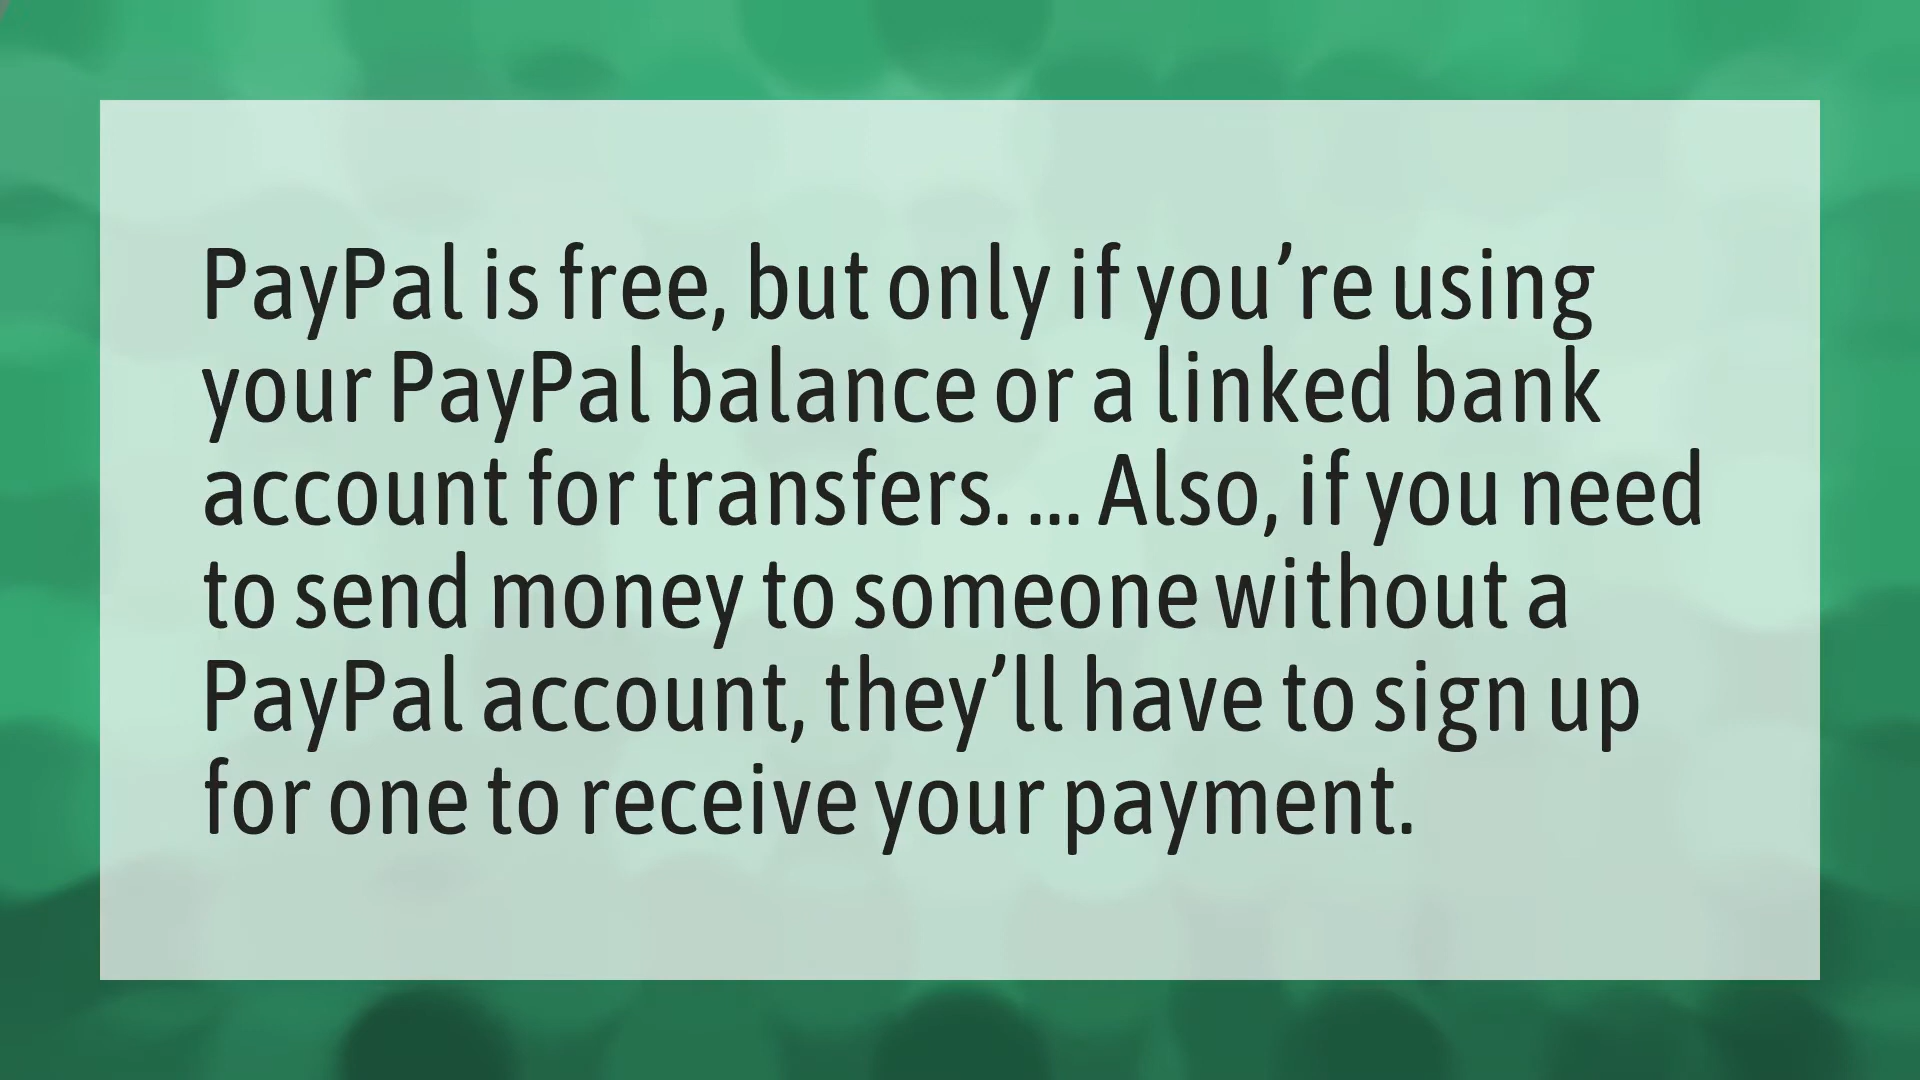 PayPal is free, but only if you’re using
your PayPal balance or a linked bank
account for transfers. ... Also, if you need
to send money to someone without a
PayPal account, they’ll have to sign up
for one to receive your payment.